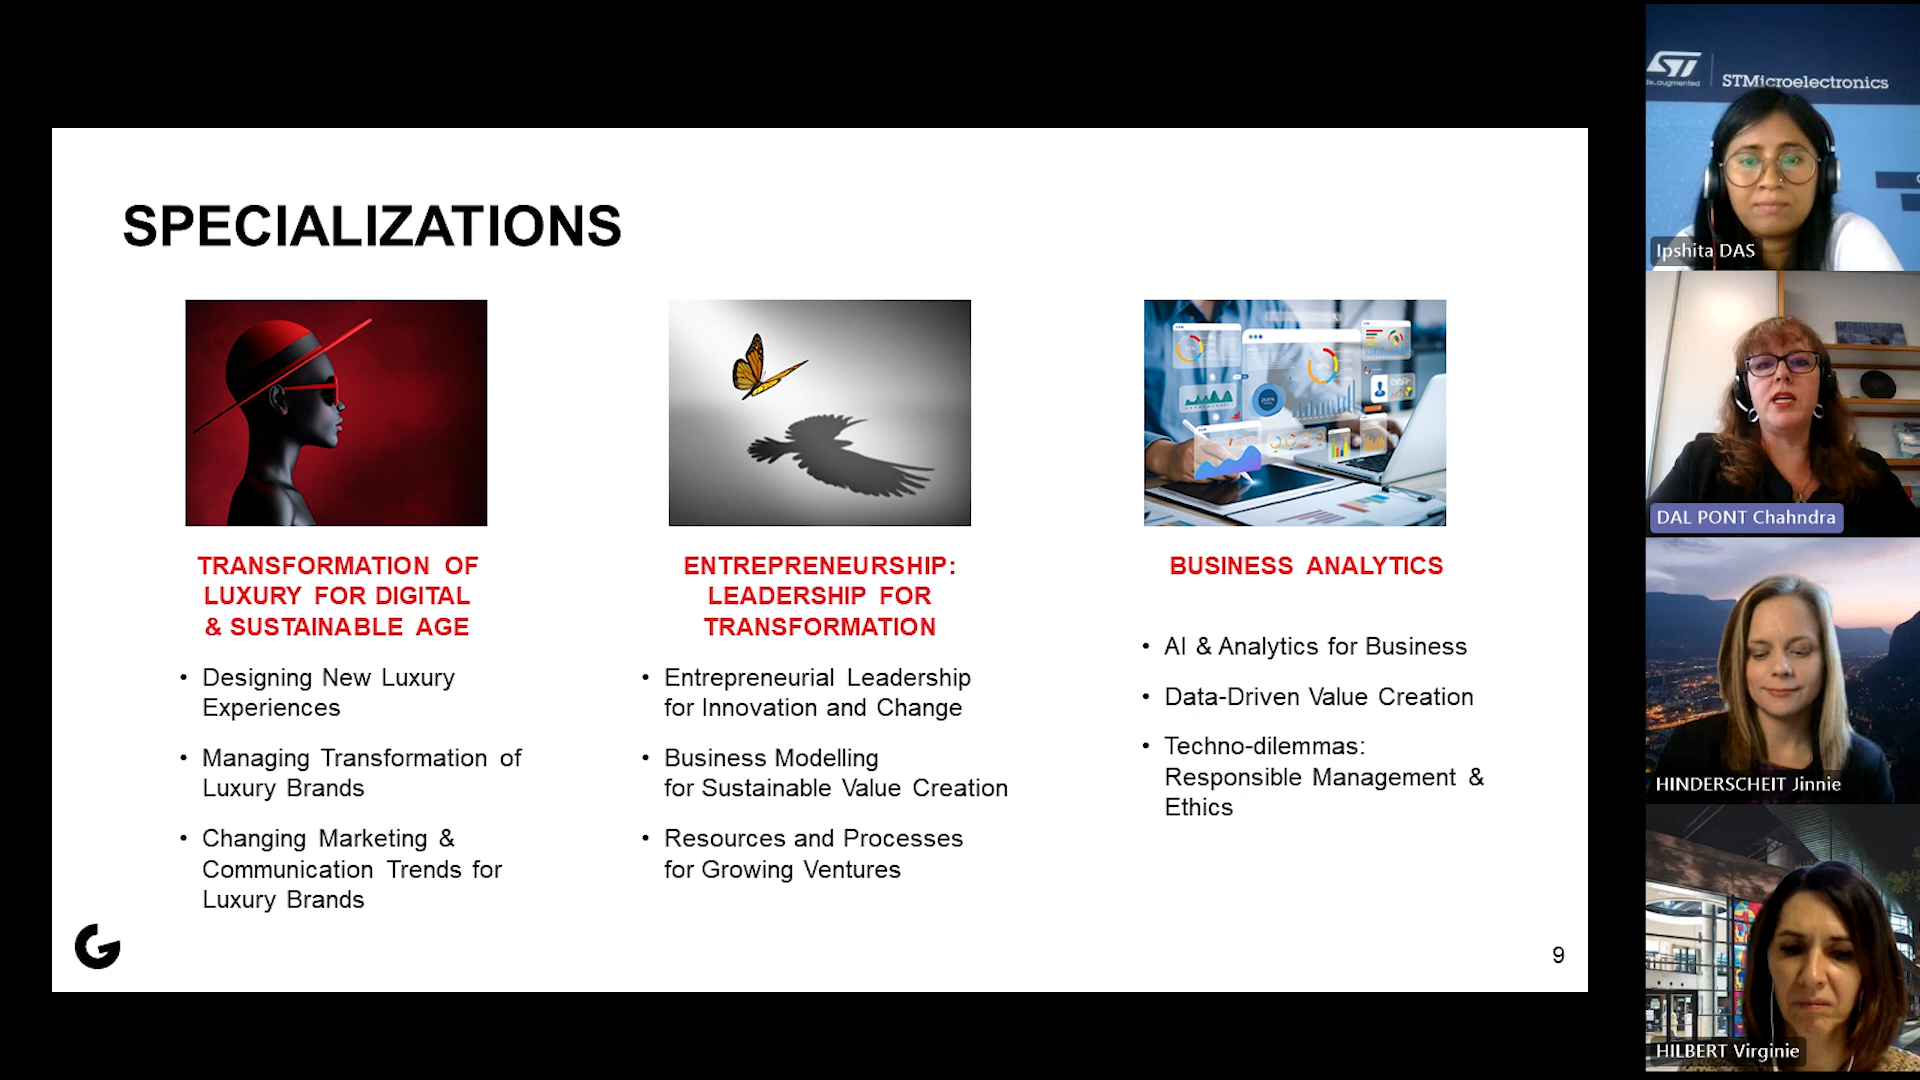 SPECIALIZATIONS
TRANSFORMATION OF
LUXURY FOR DIGITAL
& SUSTAINABLE AGE
• Designing New Luxury
Experiences
• Managing Transformation of
Luxury Brands
• Changing Marketing &
Communication Trends for
Luxury Brands
ENTREPRENEURSHIP:
LEADERSHIP FOR
TRANSFORMATION
• Entrepreneurial Leadership
for Innovation and Change
• Business Modelling
for Sustainable Value Creation
• Resources and Processes
for Growing Ventures
BUSINESS ANALYTICS
• AI & Analytics for Business
• Data-Driven Value Creation
• Techno-dilemmas:
Responsible Management &
Ethics
9
ST
STMicroelectronics
Ipshita DAS
DAL PONT Chahndra
HINDERSCHEIT Jinnie
HILBERT Virginie